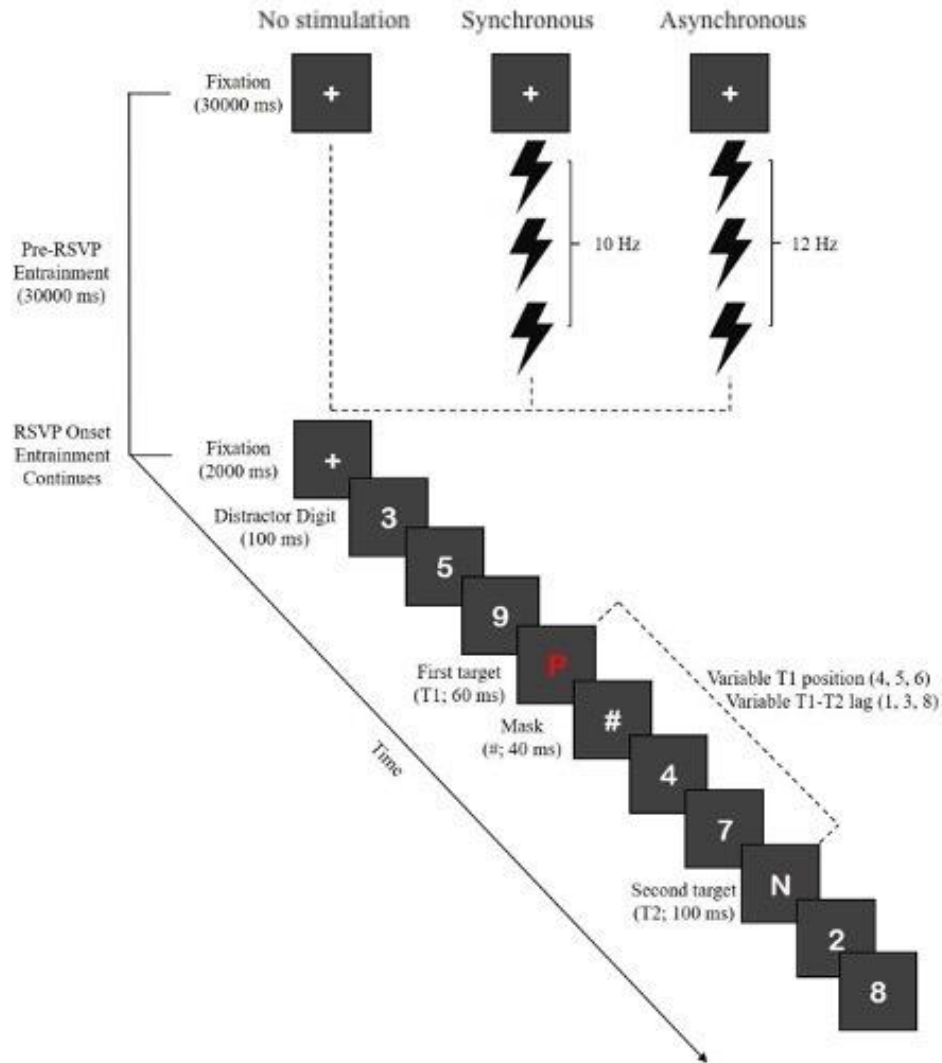 No stimulation Synchronous Asynchronous
Fixation
(30000 ms)
+ + +
Pre-RSVP
Entrainment
(30000 ms)
10 Hz
12 Hz
RSVP Onset
Entrainment
Continues
Fixation
(2000 ms)
+
Distractor Digit
(100 ms)
3
5
9
First target
(T1; 60 ms)
P
Mask
(#; 40 ms)
#
Variable T1 position (4, 5, 6)
Variable T1-T2 lag (1, 3, 8)
Time
4
7
Second target
(T2; 100 ms)
N
2
8